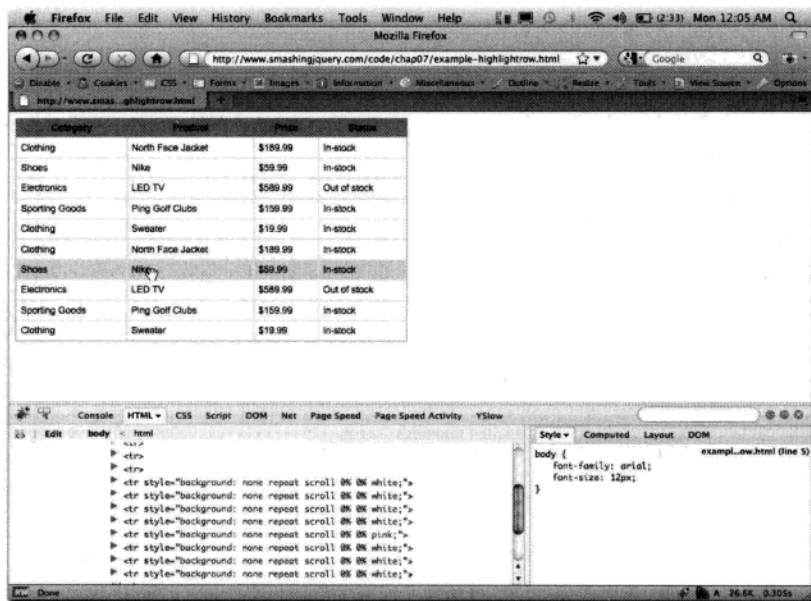 Firefox File Edit View History Bookmarks Tools Window Help (2:33) Mon 12:05 AM
Mozilla Firefox
http://www.smashingjquery.com/code/chap07/example-highlightrow.html Google
Disable Cookies CSS Forms Images Information Miscellaneous Outline Resize Tools View Source Options
http://www.smas...ghlightrow.html
Category Product Price Status
Clothing North Face Jacket $189.99 In-stock
Shoes Nike $59.99 In-stock
Electronics LED TV $589.99 Out of stock
Sporting Goods Ping Golf Clubs $159.99 In-stock
Clothing Sweater $19.99 In-stock
Clothing North Face Jacket $189.99 In-stock
Shoes Nike $59.99 In-stock
Electronics LED TV $589.99 Out of stock
Sporting Goods Ping Golf Clubs $159.99 In-stock
Clothing Sweater $19.99 In-stock
Console HTML CSS Script DOM Net Page Speed Page Speed Activity YSlow
Edit body < html
Style Computed Layout DOM
<tr>
<tr>
<tr>
<tr style="background: none repeat scroll 0% 0% white;">
<tr style="background: none repeat scroll 0% 0% white;">
<tr style="background: none repeat scroll 0% 0% white;">
<tr style="background: none repeat scroll 0% 0% white;">
<tr style="background: none repeat scroll 0% 0% pink;">
<tr style="background: none repeat scroll 0% 0% white;">
<tr style="background: none repeat scroll 0% 0% white;">
<tr style="background: none repeat scroll 0% 0% white;">
body { exampl...ow.html (line 5)
font-family: arial;
font-size: 12px;
}
Done A 26.6K 0.305s